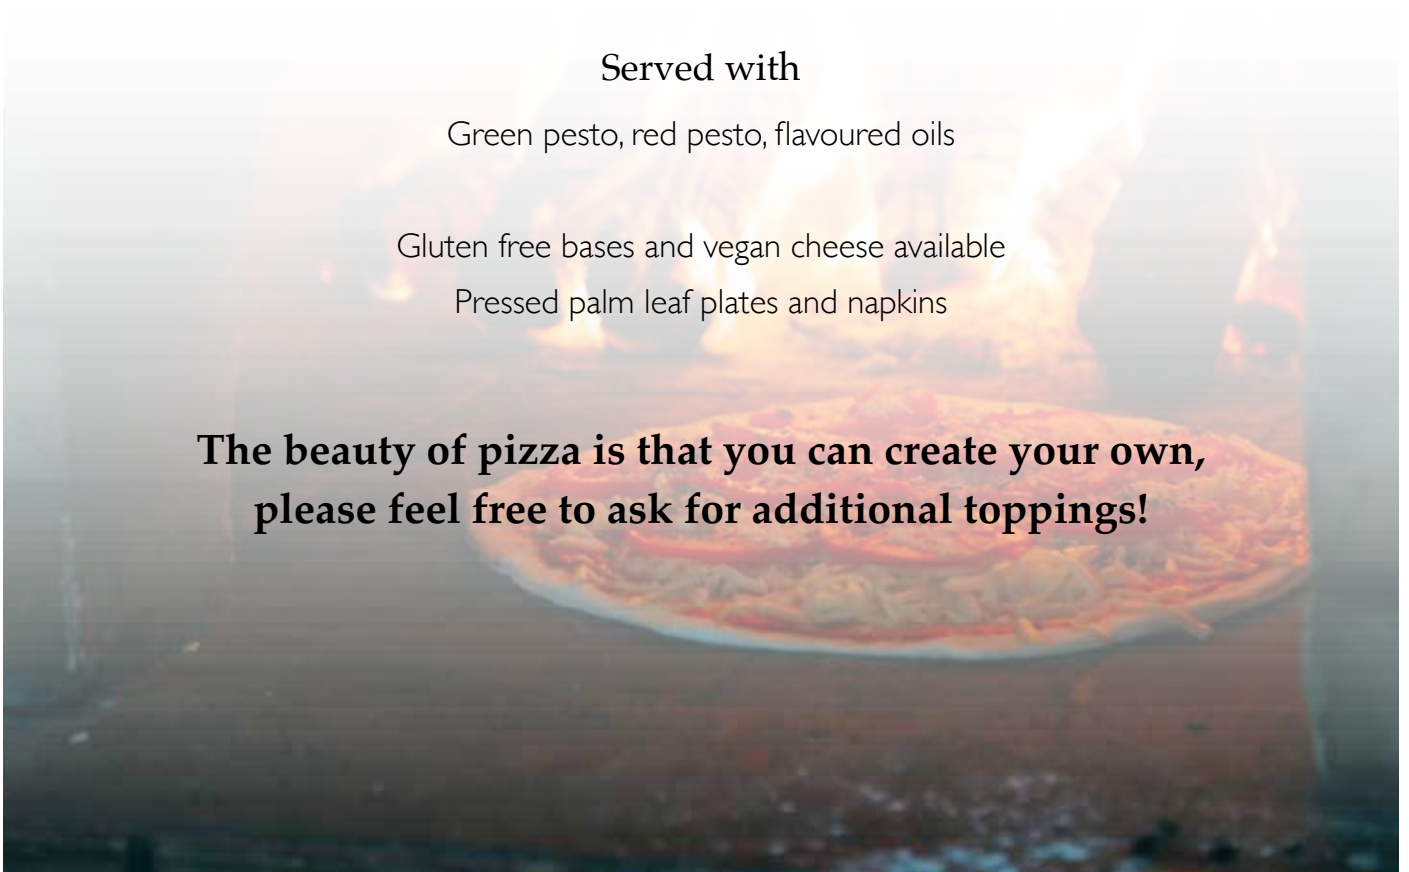 Served with
Green pesto, red pesto, flavoured oils
Gluten free bases and vegan cheese available
Pressed palm leaf plates and napkins
The beauty of pizza is that you can create your own,
please feel free to ask for additional toppings!